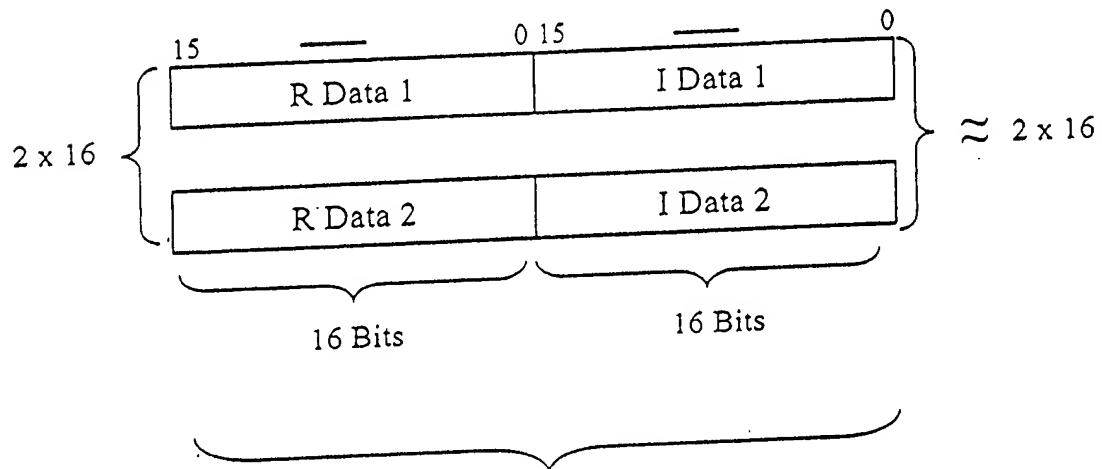 15 0 15 0
R Data 1 I Data 1
2 x 16 ≈ 2 x 16
R Data 2 I Data 2
16 Bits 16 Bits